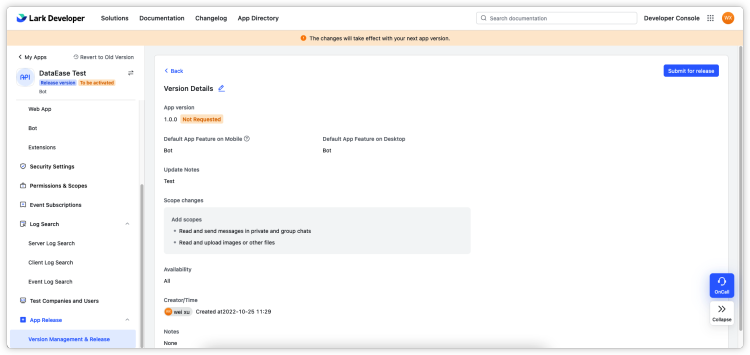 Lark Developer
Solutions
Documentation
Changelog
App Directory
Search documentation
Developer Console
WX
The changes will take effect with your next app version.
My Apps
Revert to Old Version
API
DataEase Test
Release version
To be activated
Bot
Web App
Bot
Extensions
Security Settings
Permissions & Scopes
Event Subscriptions
Log Search
Server Log Search
Client Log Search
Event Log Search
Test Companies and Users
App Release
Version Management & Release
Back
Submit for release
Version Details
App version
1.0.0 Not Requested
Default App Feature on Mobile
Default App Feature on Desktop
Bot
Bot
Update Notes
Test
Scope changes
Add scopes
Read and send messages in private and group chats
Read and upload images or other files
Availability
All
Creator/Time
wei xu Created at2022-10-25 11:29
Notes
None
OnCall
Collapse